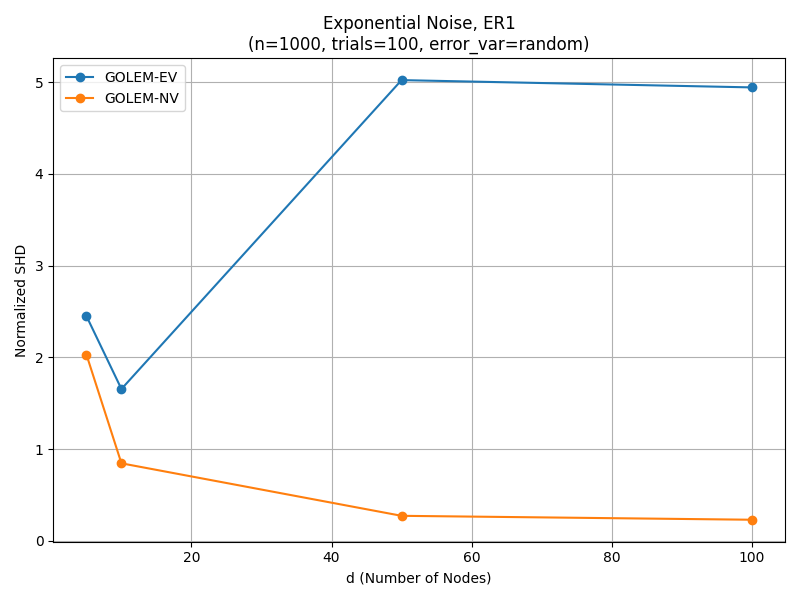 Exponential Noise, ER1
(n=1000, trials=100, error_var=random)
GOLEM-EV
GOLEM-NV
Normalized SHD
5
4
3
2
1
0
20
40
60
80
100
d (Number of Nodes)